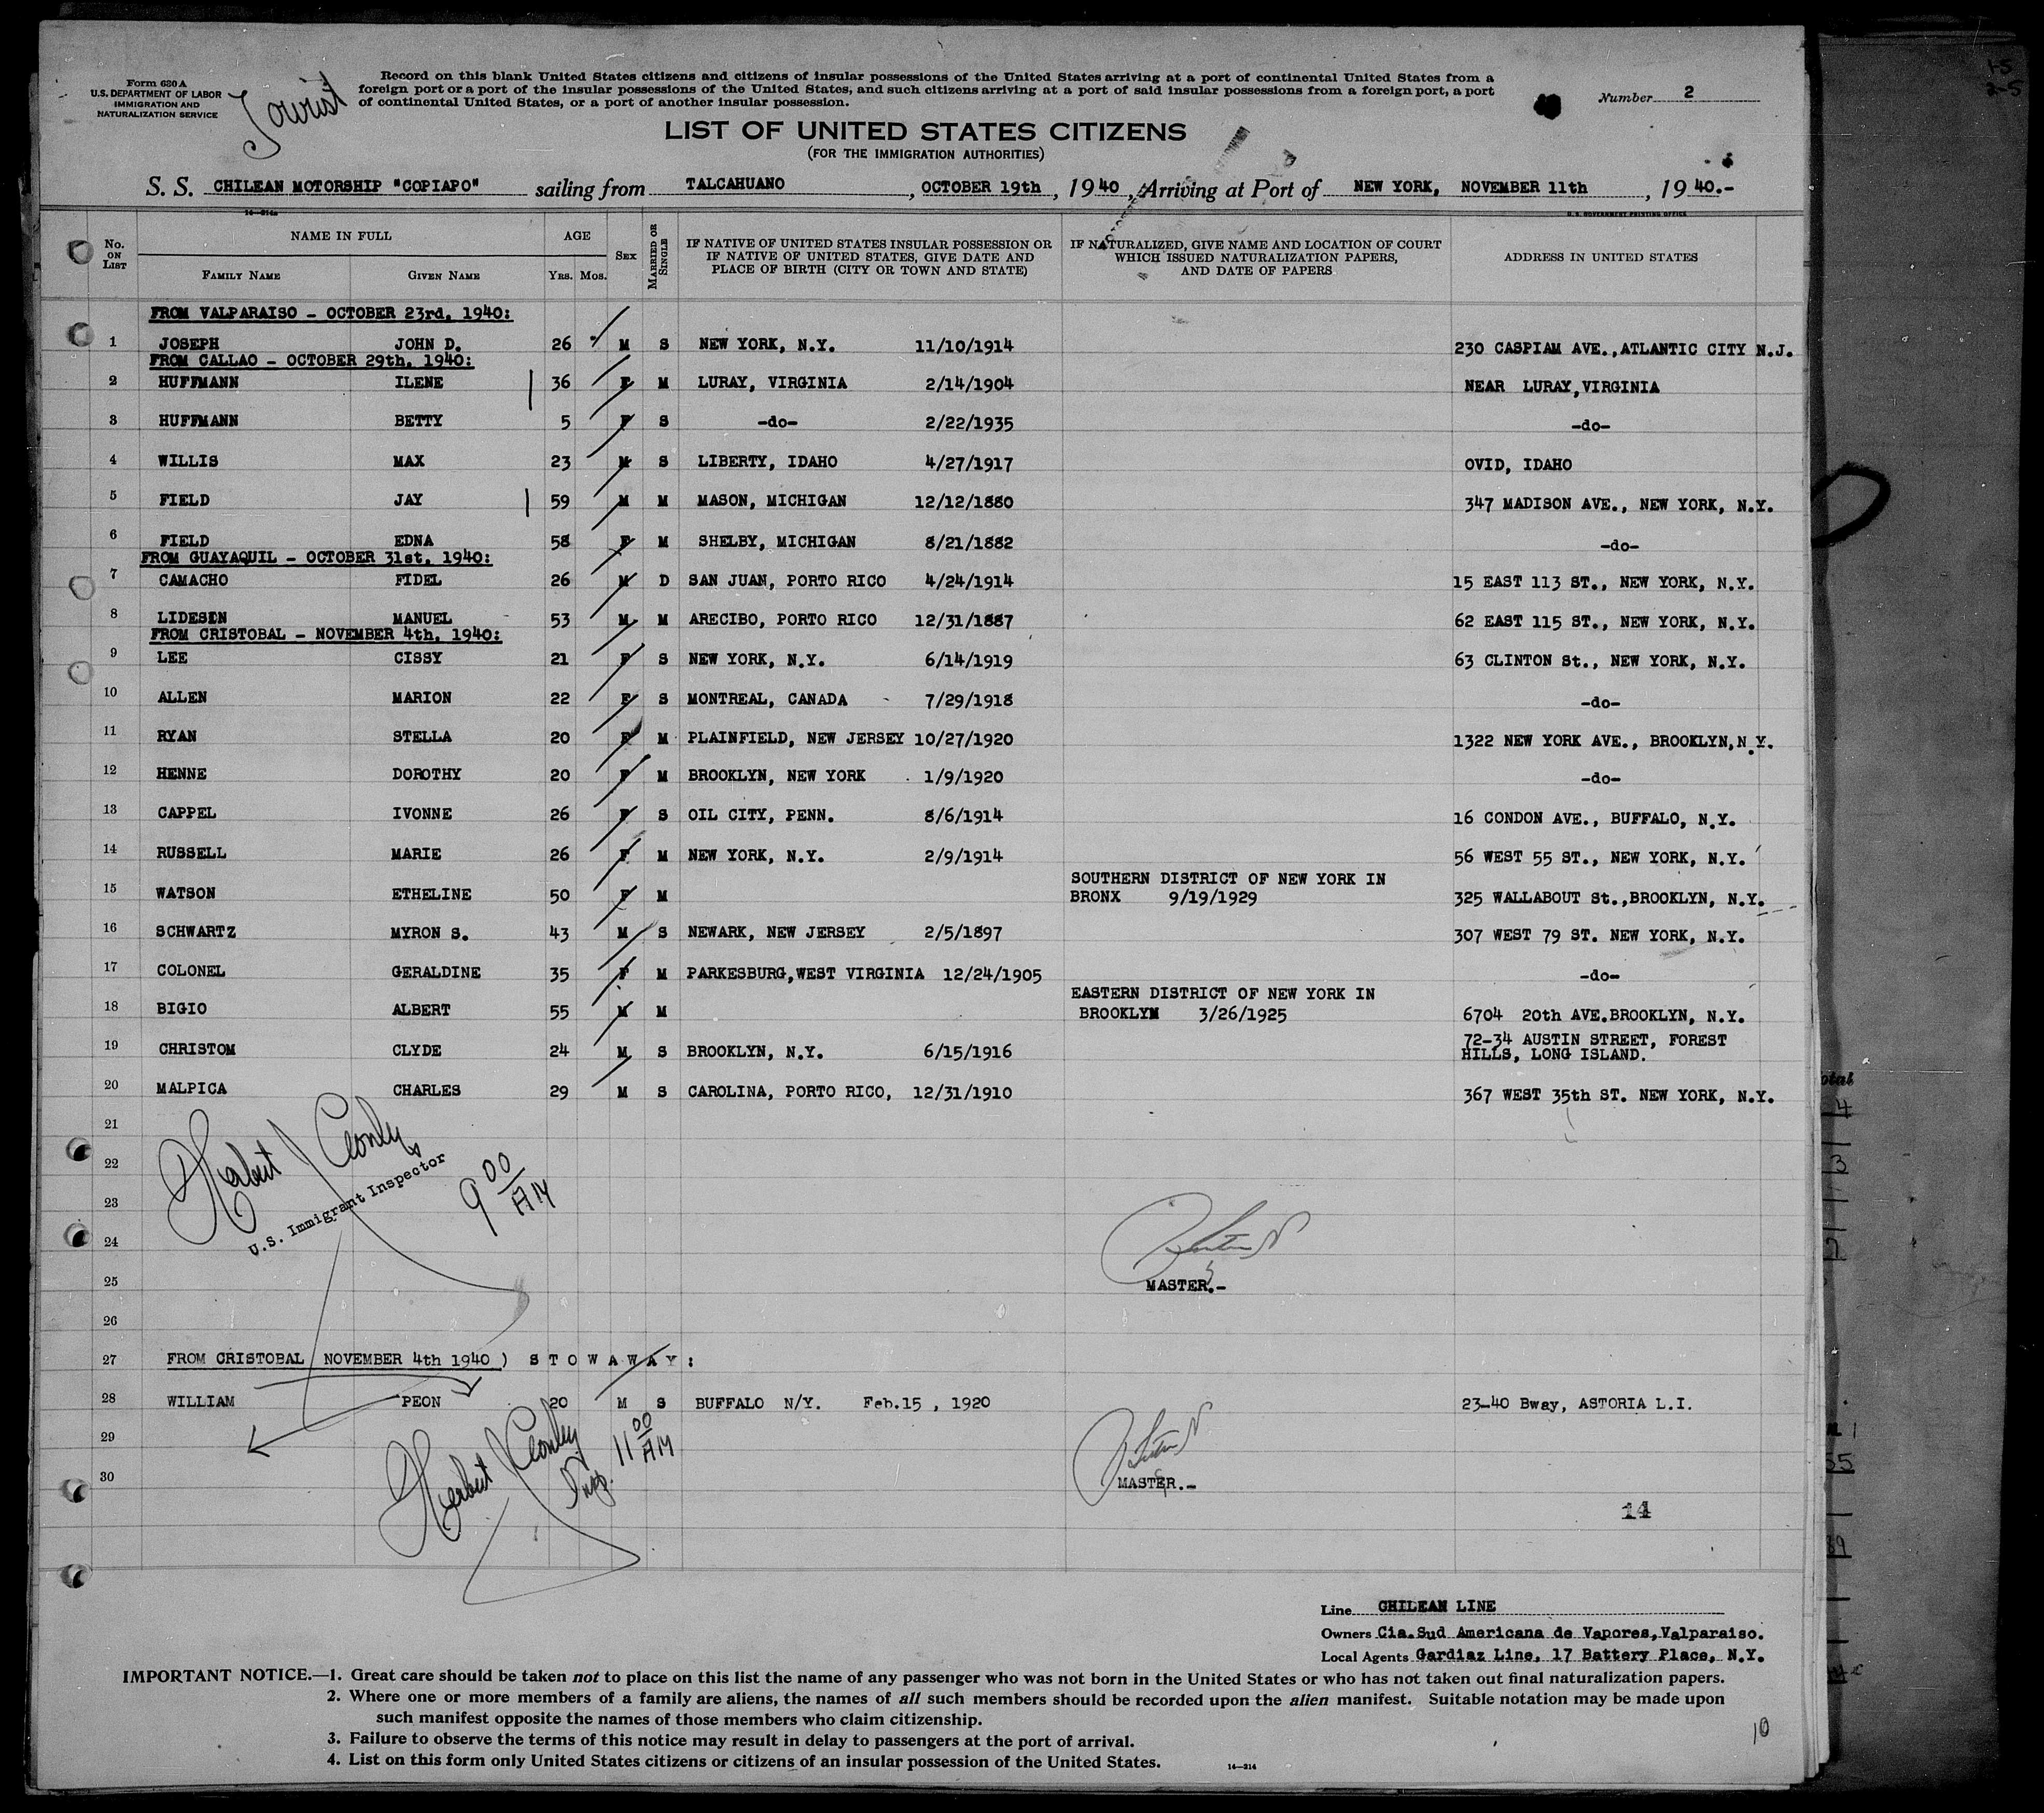 Form 630 A
U.S. DEPARTMENT OF LABOR
IMMIGRATION AND
NATURALIZATION SERVICE
Tourist
Record on this blank United States citizens and citizens of insular possessions of the United States arriving at a port of continental United States from a
foreign port or a port of the insular possessions of the United States, and such citizens arriving at a port of said insular possessions from a foreign port, a port
of continental United States, or a port of another insular possession.
Number 2
LIST OF UNITED STATES CITIZENS
(FOR THE IMMIGRATION AUTHORITIES)
S. S. CHILEAN MOTORSHIP "COPIAPO" sailing from TALCAHUANO, OCTOBER 19th, 1940, Arriving at Port of NEW YORK, NOVEMBER 11th, 1940.-
14—314a U.S. GOVERNMENT PRINTING OFFICE
No. ON LIST NAME IN FULL FAMILY NAME GIVEN NAME AGE YRS. MOS. SEX MARRIED OR SINGLE IF NATIVE OF UNITED STATES INSULAR POSSESSION OR IF NATIVE OF UNITED STATES, GIVE DATE AND PLACE OF BIRTH (CITY OR TOWN AND STATE) IF NATURALIZED, GIVE NAME AND LOCATION OF COURT WHICH ISSUED NATURALIZATION PAPERS, AND DATE OF PAPERS ADDRESS IN UNITED STATES
FROM VALPARAISO - OCTOBER 23rd, 1940:
1 JOSEPH JOHN D. 26 M S NEW YORK, N.Y. 11/10/1914 230 CASPIAM AVE.,ATLANTIC CITY N.J.
FROM CALLAO - OCTOBER 29th, 1940:
2 HUFFMANN ILENE 36 F M LURAY, VIRGINIA 2/14/1904 NEAR LURAY,VIRGINIA
3 HUFFMANN BETTY 5 F S -do- 2/22/1935 -do-
4 WILLIS MAX 23 M S LIBERTY, IDAHO 4/27/1917 OVID, IDAHO
5 FIELD JAY 59 M M MASON, MICHIGAN 12/12/1880 347 MADISON AVE., NEW YORK, N.Y.
6 FIELD EDNA 58 F M SHELBY, MICHIGAN 8/21/1882 -do-
FROM GUAYAQUIL - OCTOBER 31st, 1940:
7 CAMACHO FIDEL 26 M D SAN JUAN, PORTO RICO 4/24/1914 15 EAST 113 ST., NEW YORK, N.Y.
8 LIDESIN MANUEL 53 M M ARECIBO, PORTO RICO 12/31/1887 62 EAST 115 ST., NEW YORK, N.Y.
FROM CRISTOBAL - NOVEMBER 4th, 1940:
9 LEE CISSY 21 F S NEW YORK, N.Y. 6/14/1919 63 CLINTON St., NEW YORK, N.Y.
10 ALLEN MARION 22 F S MONTREAL, CANADA 7/29/1918 -do-
11 RYAN STELLA 20 F M PLAINFIELD, NEW JERSEY 10/27/1920 1322 NEW YORK AVE., BROOKLYN,N.Y.
12 HENNE DOROTHY 20 F M BROOKLYN, NEW YORK 1/9/1920 -do-
13 CAPPEL IVONNE 26 F S OIL CITY, PENN. 8/6/1914 16 CONDON AVE., BUFFALO, N.Y.
14 RUSSELL MARIE 26 F M NEW YORK, N.Y. 2/9/1914 56 WEST 55 ST., NEW YORK, N.Y.
SOUTHERN DISTRICT OF NEW YORK IN
15 WATSON ETHELINE 50 F M BRONX 9/19/1929 325 WALLABOUT St.,BROOKLYN, N.Y.
16 SCHWARTZ MYRON S. 43 M S NEWARK, NEW JERSEY 2/5/1897 307 WEST 79 ST. NEW YORK, N.Y.
17 COLONEL GERALDINE 35 F M PARKESBURG,WEST VIRGINIA 12/24/1905 -do-
EASTERN DISTRICT OF NEW YORK IN
18 BIGIO ALBERT 55 M M BROOKLYN 3/26/1925 6704 20th AVE.BROOKLYN, N.Y.
72-34 AUSTIN STREET, FOREST
19 CHRISTOM CLYDE 24 M S BROOKLYN, N.Y. 6/15/1916 HILLS, LONG ISLAND.
20 MALPICA CHARLES 29 M S CAROLINA, PORTO RICO, 12/31/1910 367 WEST 35th ST. NEW YORK, N.Y.
21
22
Herbert J Conley
U.S. Immigrant Inspector
9 00 AM
23
24
25 MASTER.-
26
27 FROM CRISTOBAL NOVEMBER 4th 1940) STOWAWAY:
28 WILLIAM PEON 20 M S BUFFALO N/Y. Feb.15, 1920 23-40 Bway, ASTORIA L.I.
29
Herbert J Conley
Insp. 11 00 AM
30 MASTER.-
14
Line CHILEAN LINE
Owners Cia.Sud Americana de Vapores,Valparaiso.
Local Agents Gardiaz Line, 17 Battery Place, N.Y.
IMPORTANT NOTICE.—1. Great care should be taken not to place on this list the name of any passenger who was not born in the United States or who has not taken out final naturalization papers.
2. Where one or more members of a family are aliens, the names of all such members should be recorded upon the alien manifest. Suitable notation may be made upon
such manifest opposite the names of those members who claim citizenship.
3. Failure to observe the terms of this notice may result in delay to passengers at the port of arrival.
4. List on this form only United States citizens or citizens of an insular possession of the United States.
14—314
10